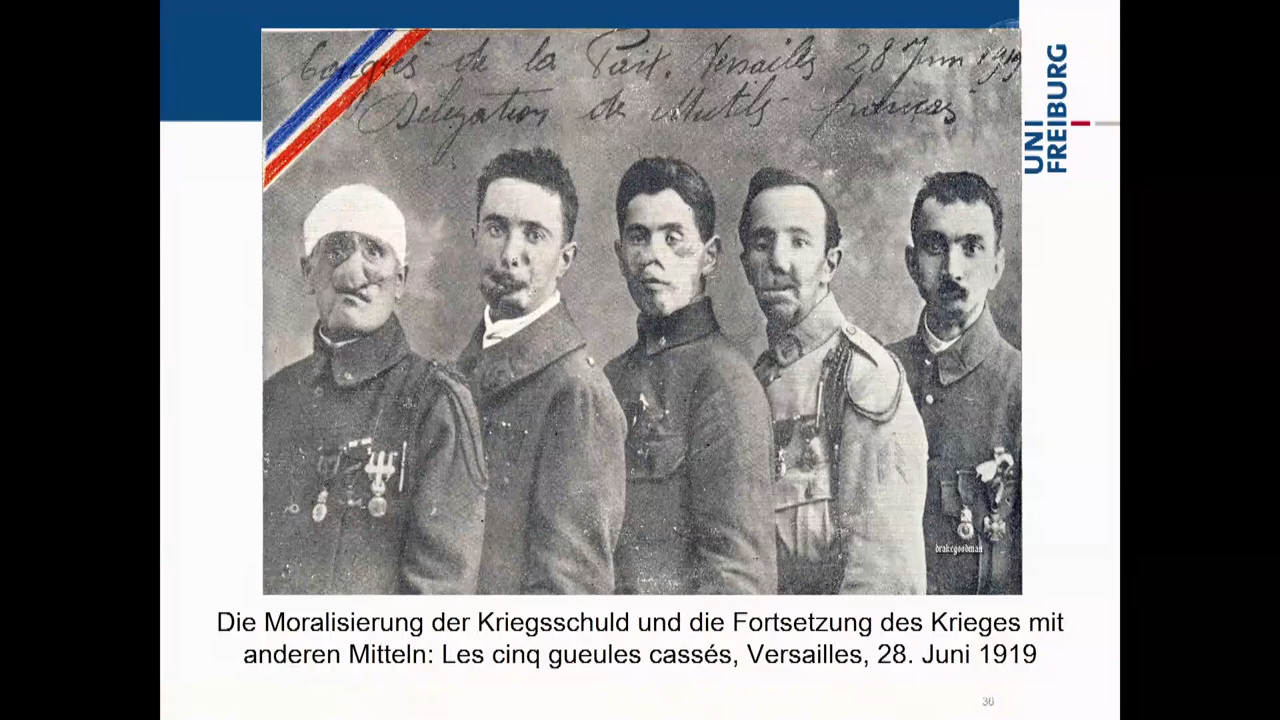 Congrès de la Paix. Versailles 28 Juin 1919
Délégation de Mutilés français
UNI
FREIBURG
drakegoodman
Die Moralisierung der Kriegsschuld und die Fortsetzung des Krieges mit
anderen Mitteln: Les cinq gueules cassés, Versailles, 28. Juni 1919
36